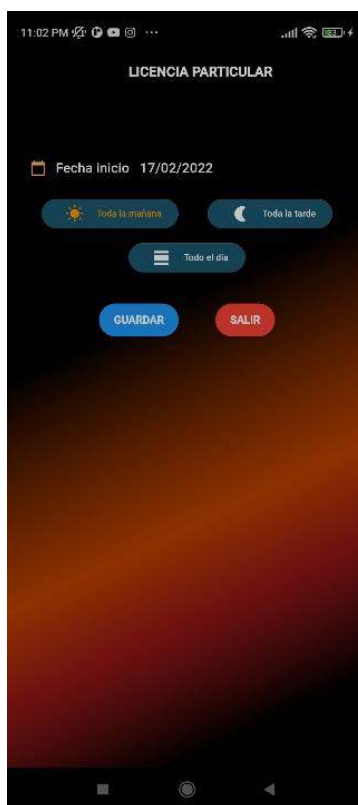 11:02 PM
LICENCIA PARTICULAR
Fecha inicio 17/02/2022
Toda la mañana Toda la tarde
Todo el dia
GUARDAR SALIR